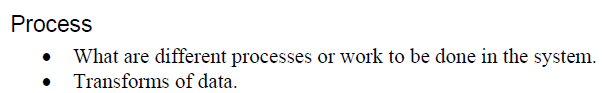 Process
• What are different processes or work to be done in the system.
• Transforms of data.